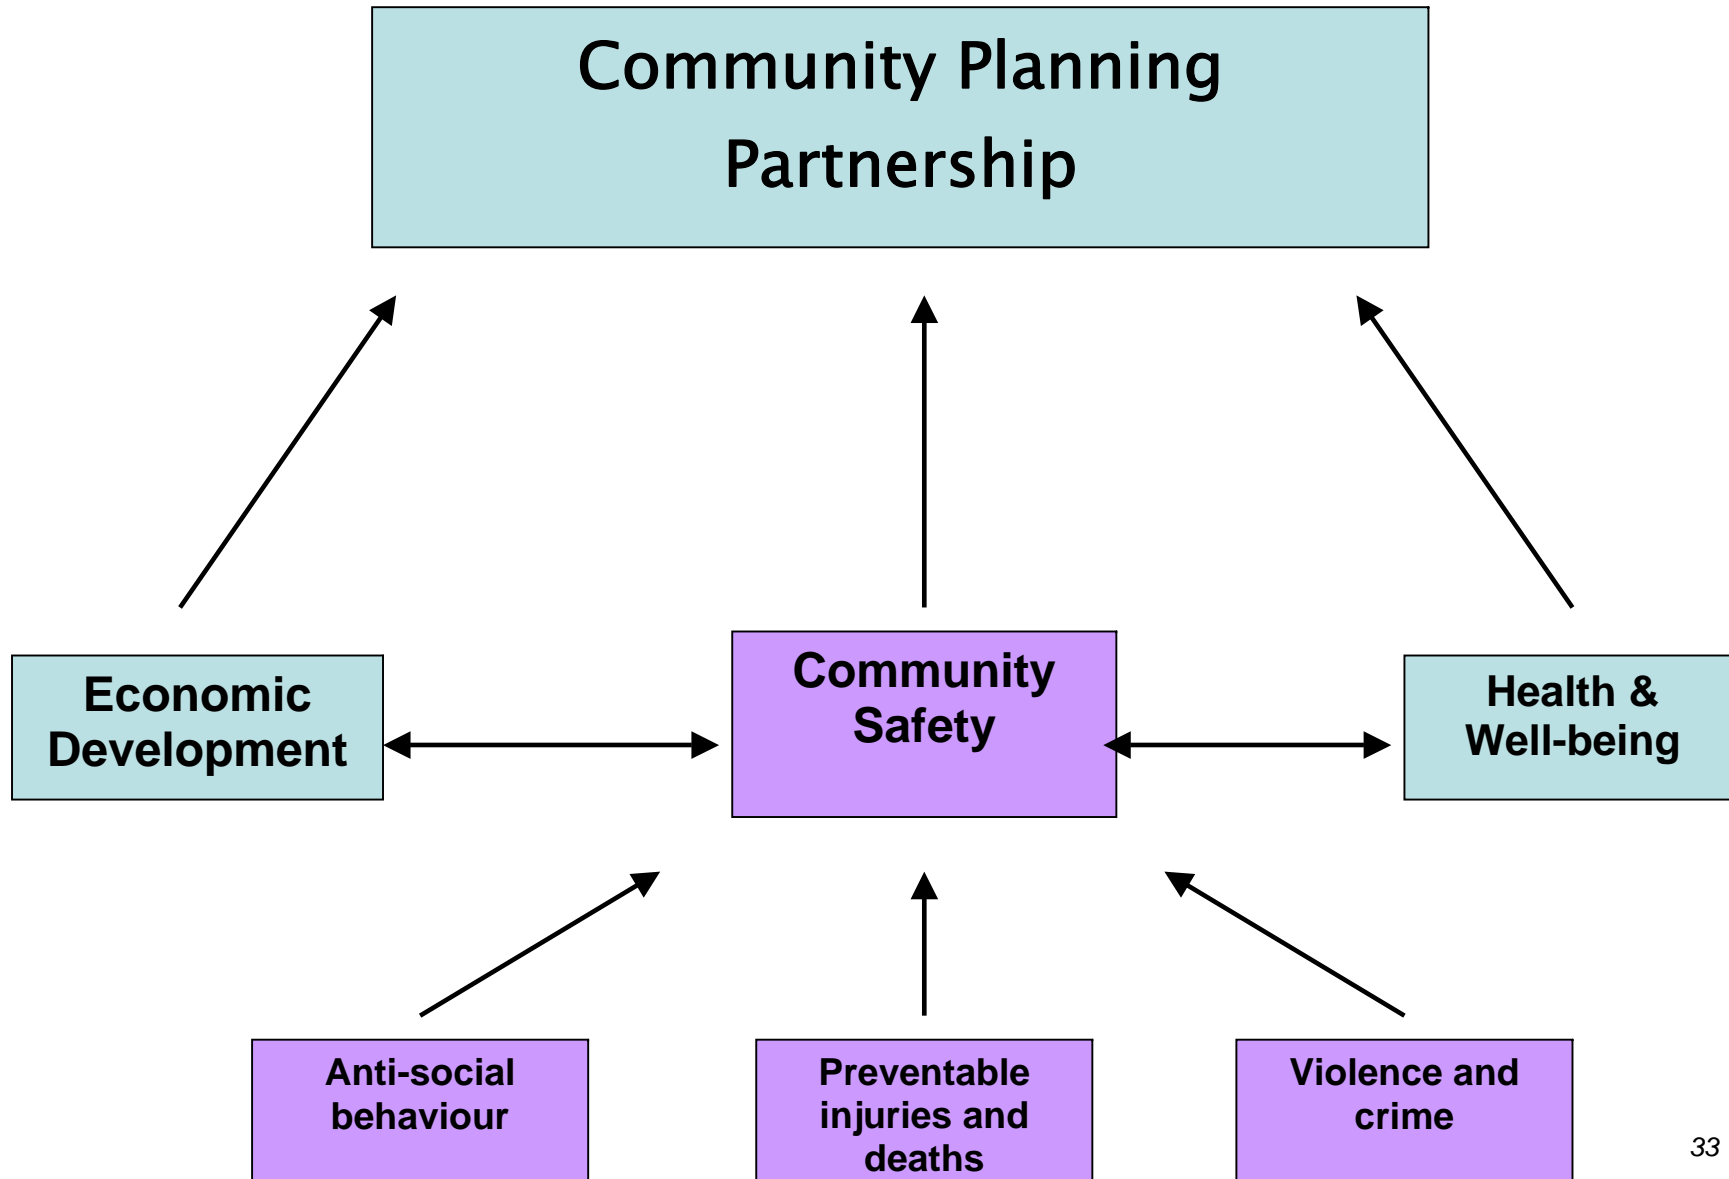 Community Planning
Partnership
Economic
Development
Community
Safety
Health &
Well-being
Anti-social
behaviour
Preventable
injuries and
deaths
Violence and
crime
33